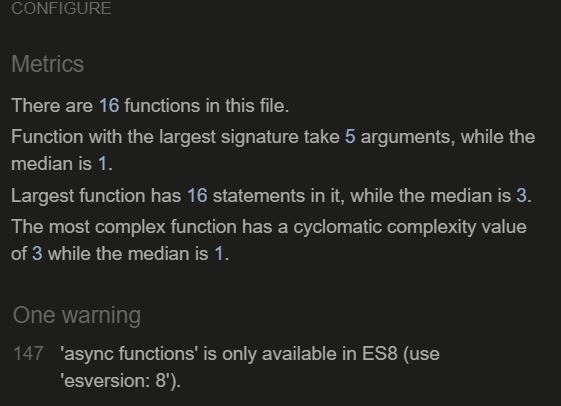 CONFIGURE
Metrics
There are 16 functions in this file.
Function with the largest signature take 5 arguments, while the
median is 1.
Largest function has 16 statements in it, while the median is 3.
The most complex function has a cyclomatic complexity value
of 3 while the median is 1.
One warning
147 'async functions' is only available in ES8 (use
'esversion: 8').